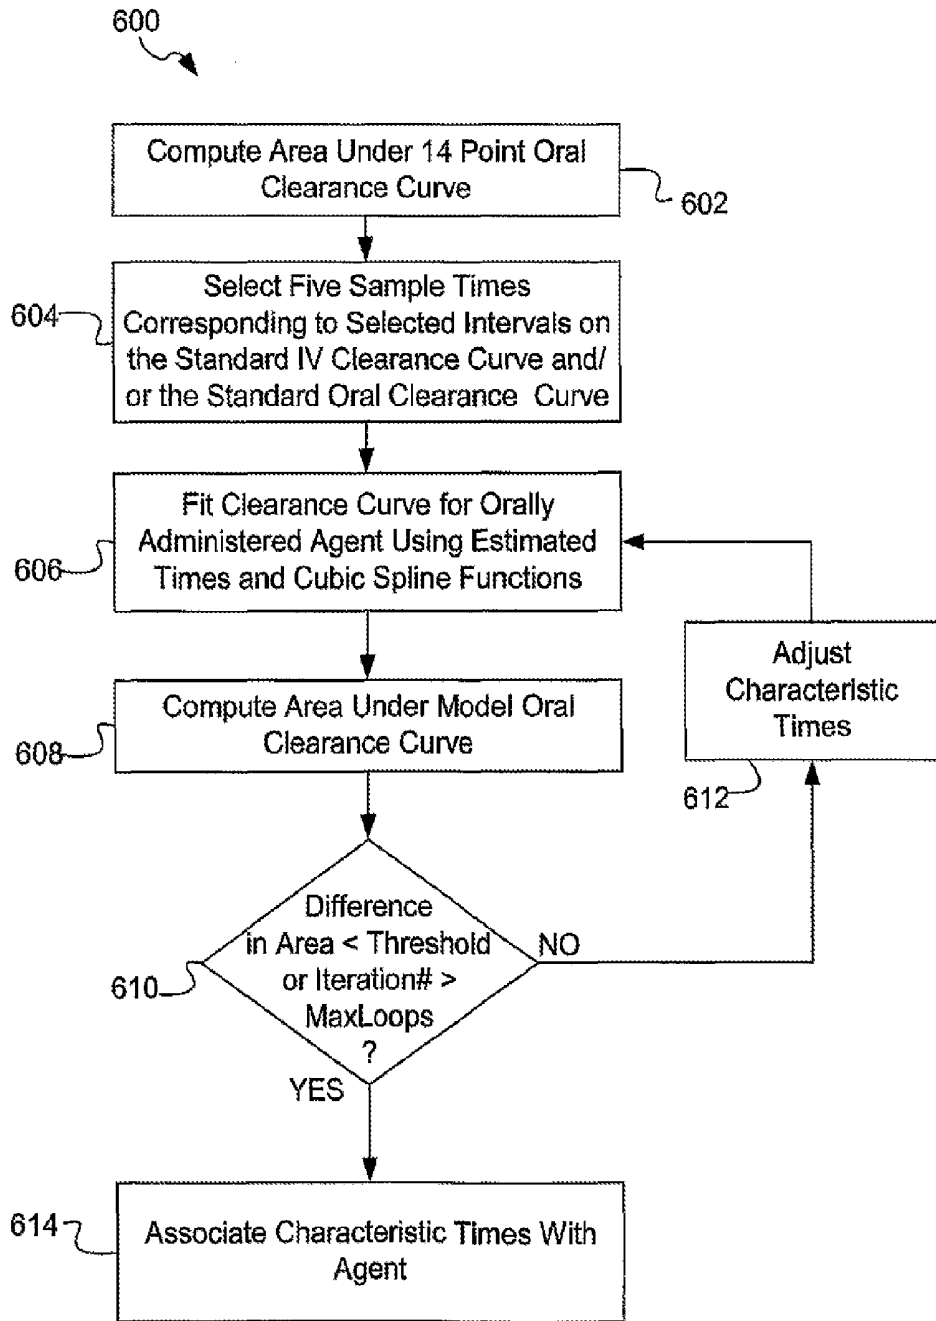 600
Compute Area Under 14 Point Oral
Clearance Curve
602
Select Five Sample Times
Corresponding to Selected Intervals on
the Standard IV Clearance Curve and/
or the Standard Oral Clearance Curve
604
Fit Clearance Curve for Orally
Administered Agent Using Estimated
Times and Cubic Spline Functions
606
Adjust
Characteristic
Times
612
Compute Area Under Model Oral
Clearance Curve
608
Difference
in Area < Threshold
or Iteration# >
MaxLoops
?
610
NO
YES
Associate Characteristic Times With
Agent
614